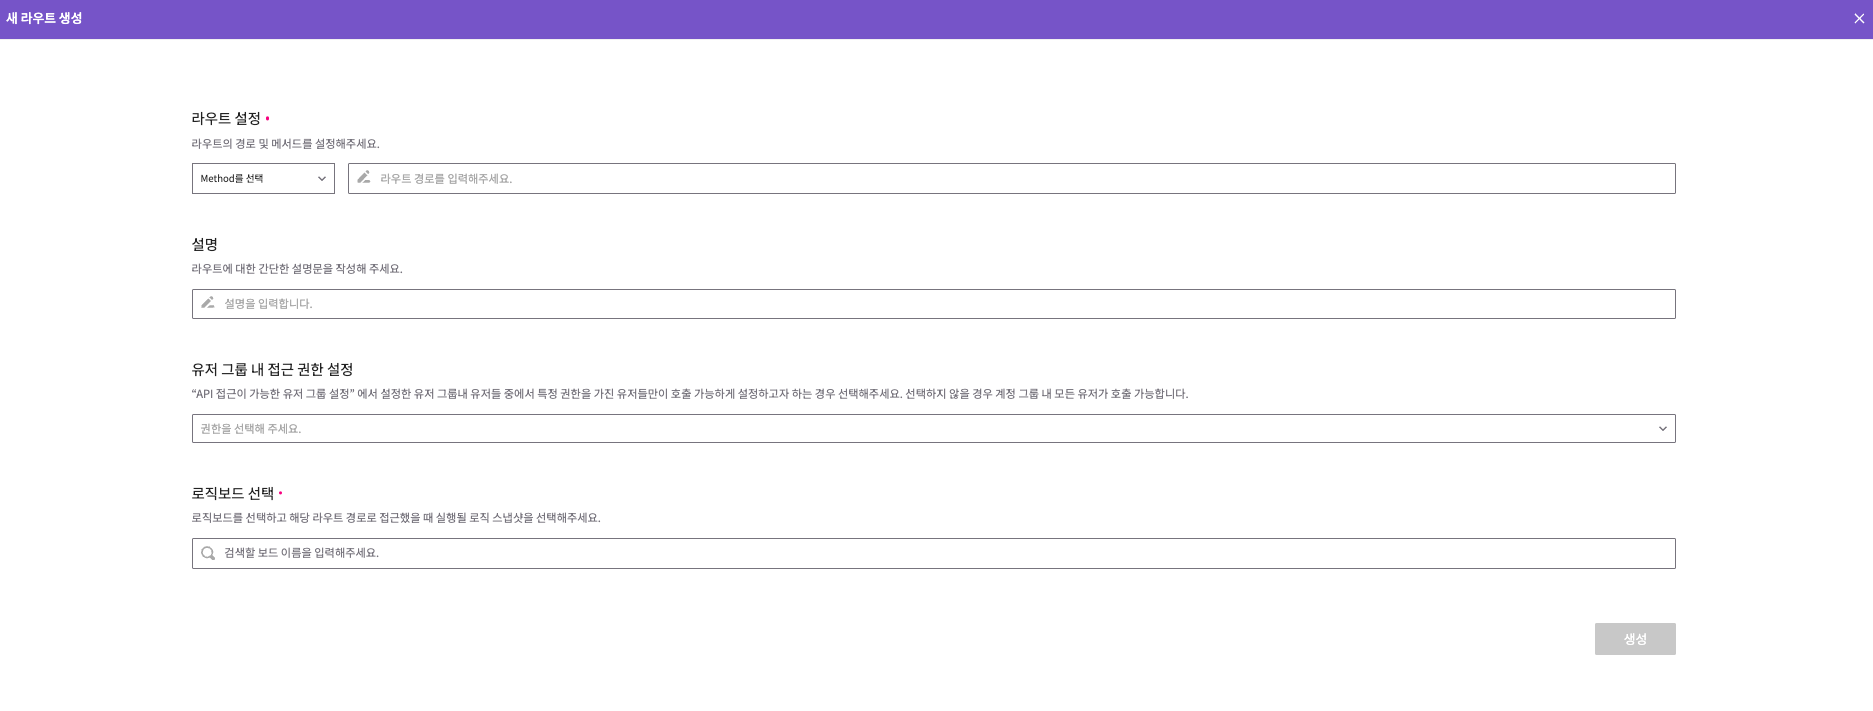 새 라우트 생성
라우트 설정
라우트의 경로 및 메서드를 설정해주세요.
Method를 선택
라우트 경로를 입력해주세요.
설명
라우트에 대한 간단한 설명문을 작성해 주세요.
설명을 입력합니다.
유저 그룹 내 접근 권한 설정
“API 접근이 가능한 유저 그룹 설정” 에서 설정한 유저 그룹내 유저들 중에서 특정 권한을 가진 유저들만이 호출 가능하게 설정하고자 하는 경우 선택해주세요. 선택하지 않을 경우 계정 그룹 내 모든 유저가 호출 가능합니다.
권한을 선택해 주세요.
로직보드 선택
로직보드를 선택하고 해당 라우트 경로로 접근했을 때 실행될 로직 스냅샷을 선택해주세요.
검색할 보드 이름을 입력해주세요.
생성